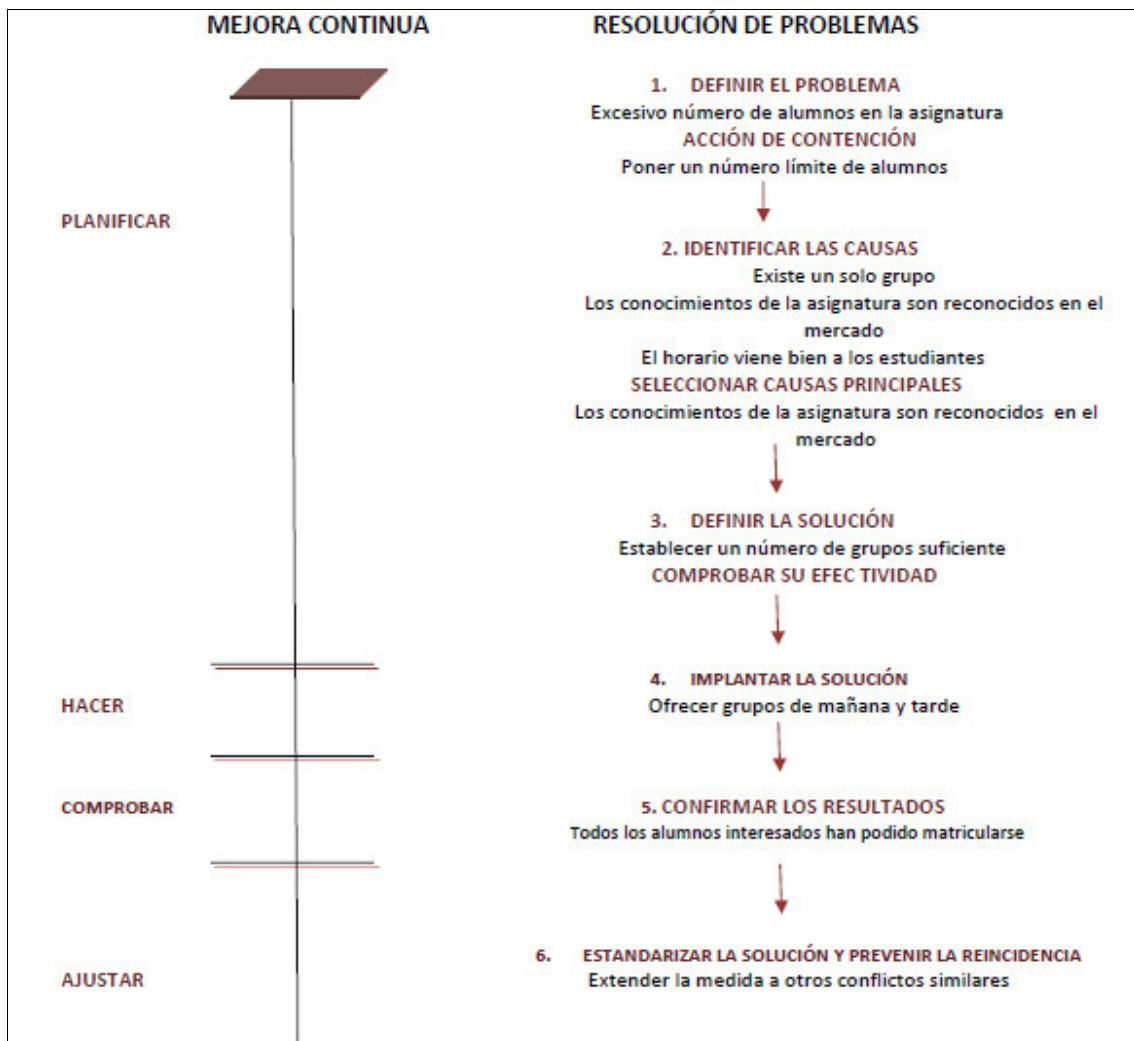 MEJORA CONTINUA
RESOLUCIÓN DE PROBLEMAS
1. DEFINIR EL PROBLEMA
Excesivo número de alumnos en la asignatura
ACCIÓN DE CONTENCIÓN
Poner un número límite de alumnos
PLANIFICAR
2. IDENTIFICAR LAS CAUSAS
Existe un solo grupo
Los conocimientos de la asignatura son reconocidos en el
mercado
El horario viene bien a los estudiantes
SELECCIONAR CAUSAS PRINCIPALES
Los conocimientos de la asignatura son reconocidos en el
mercado
3. DEFINIR LA SOLUCIÓN
Establecer un número de grupos suficiente
COMPROBAR SU EFEC TIVIDAD
HACER
4. IMPLANTAR LA SOLUCIÓN
Ofrecer grupos de mañana y tarde
COMPROBAR
5. CONFIRMAR LOS RESULTADOS
Todos los alumnos interesados han podido matricularse
AJUSTAR
6. ESTANDARIZAR LA SOLUCIÓN Y PREVENIR LA REINCIDENCIA
Extender la medida a otros conflictos similares